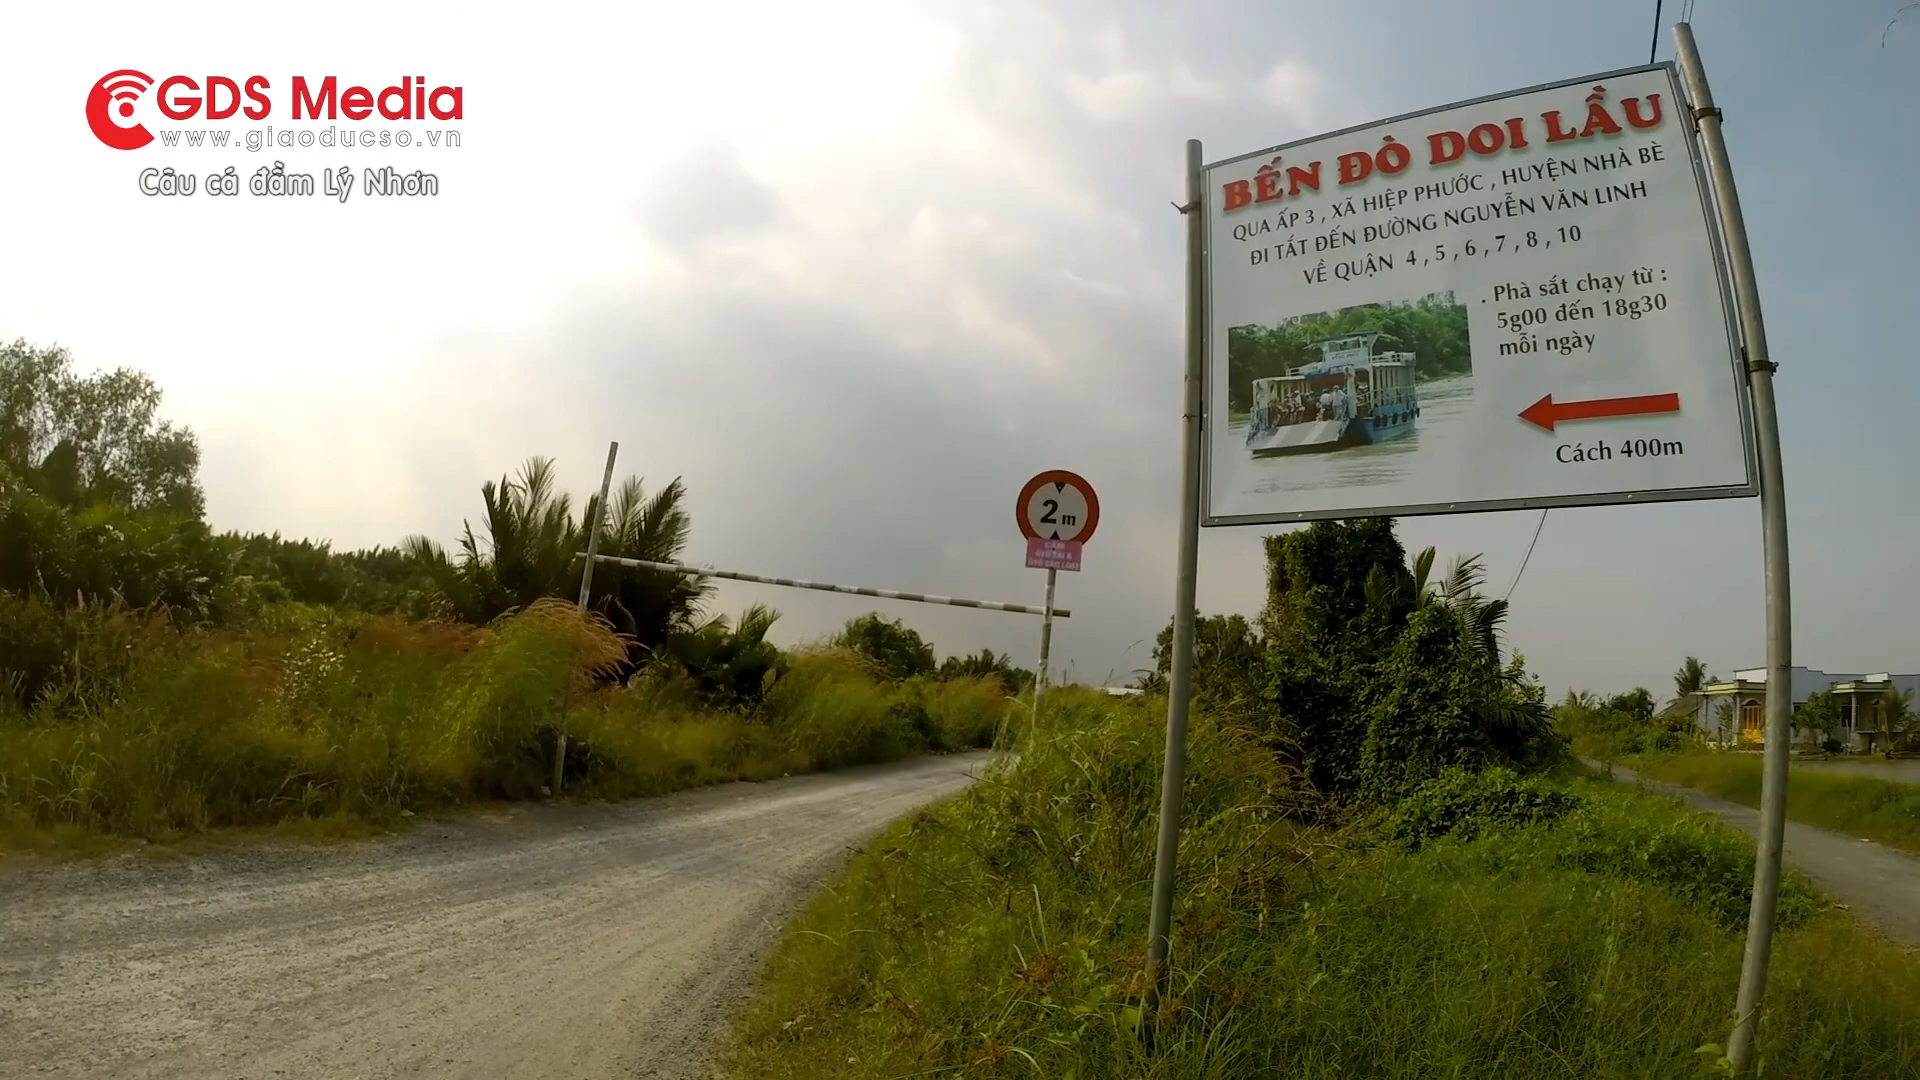 GDS Media
www.giaoducso.vn
Câu cá đầm Lý Nhơn
BẾN ĐÒ DOI LẦU
QUA ẤP 3 , XÃ HIỆP PHƯỚC , HUYỆN NHÀ BÈ
ĐI TẮT ĐẾN ĐƯỜNG NGUYỄN VĂN LINH
VỀ QUẬN 4 , 5 , 6 , 7 , 8 , 10
. Phà sắt chạy từ :
5g00 đến 18g30
mỗi ngày
Cách 400m
2 m
CẤM